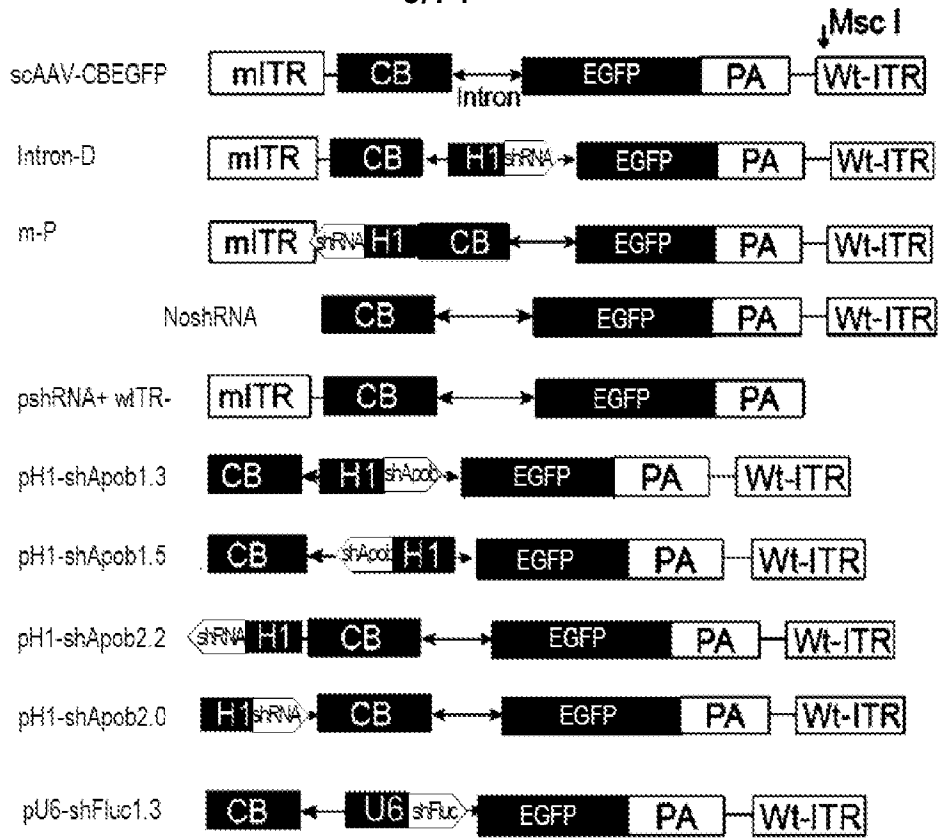 Msc I
scAAV-CBEGFP mITR CB Intron EGFP PA Wt-ITR
Intron-D mITR CB H1 shRNA EGFP PA Wt-ITR
m-P mITR shRNA H1 CB EGFP PA Wt-ITR
NoshRNA CB EGFP PA Wt-ITR
pshRNA+ wITR- mITR CB EGFP PA
pH1-shApob1.3 CB H1 shApob EGFP PA Wt-ITR
pH1-shApob1.5 CB shApob H1 EGFP PA Wt-ITR
pH1-shApob2.2 shRNA H1 CB EGFP PA Wt-ITR
pH1-shApob2.0 H1 shRNA CB EGFP PA Wt-ITR
pU6-shFluc1.3 CB U6 shFluc EGFP PA Wt-ITR